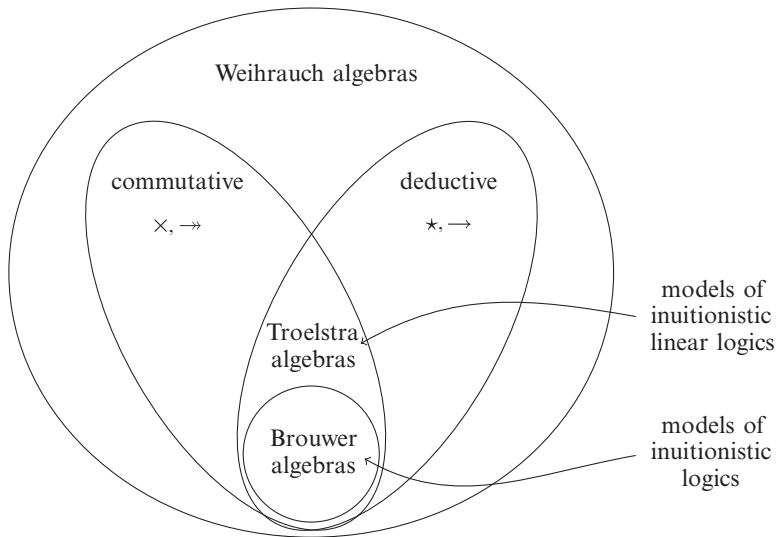 Weihrauch algebras
commutative
×, ↠
deductive
⋆, →
Troelstra
algebras
Brouwer
algebras
models of
inuitionistic
linear logics
models of
inuitionistic
logics